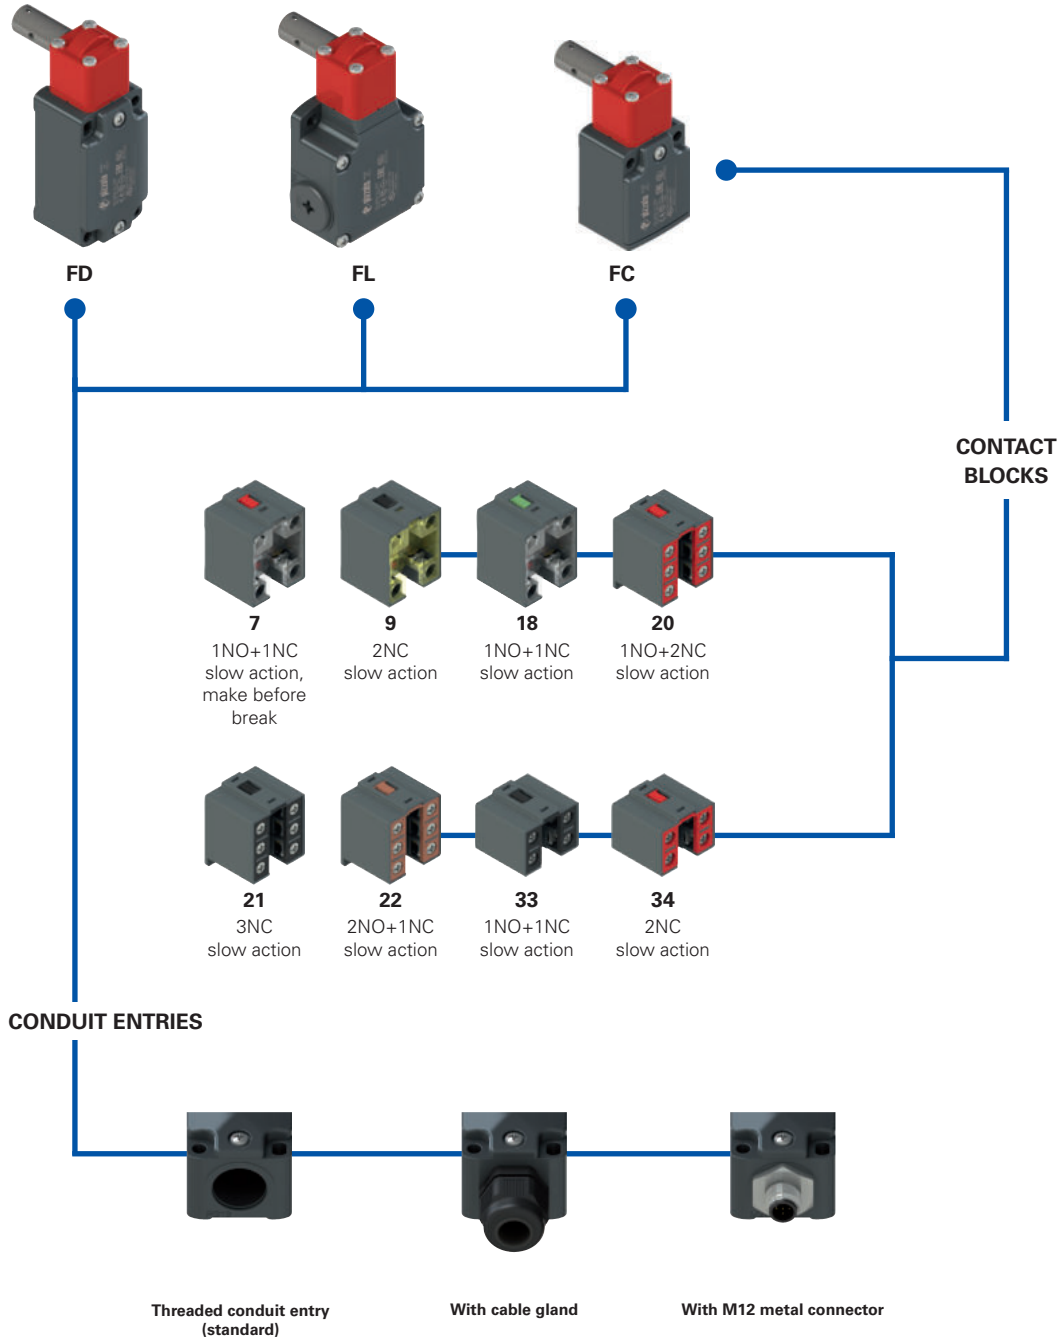 FD
FL
FC
CONTACT
BLOCKS
7
1NO+1NC
slow action,
make before
break
9
2NC
slow action
18
1NO+1NC
slow action
20
1NO+2NC
slow action
21
3NC
slow action
22
2NO+1NC
slow action
33
1NO+1NC
slow action
34
2NC
slow action
CONDUIT ENTRIES
Threaded conduit entry
(standard)
With cable gland
With M12 metal connector